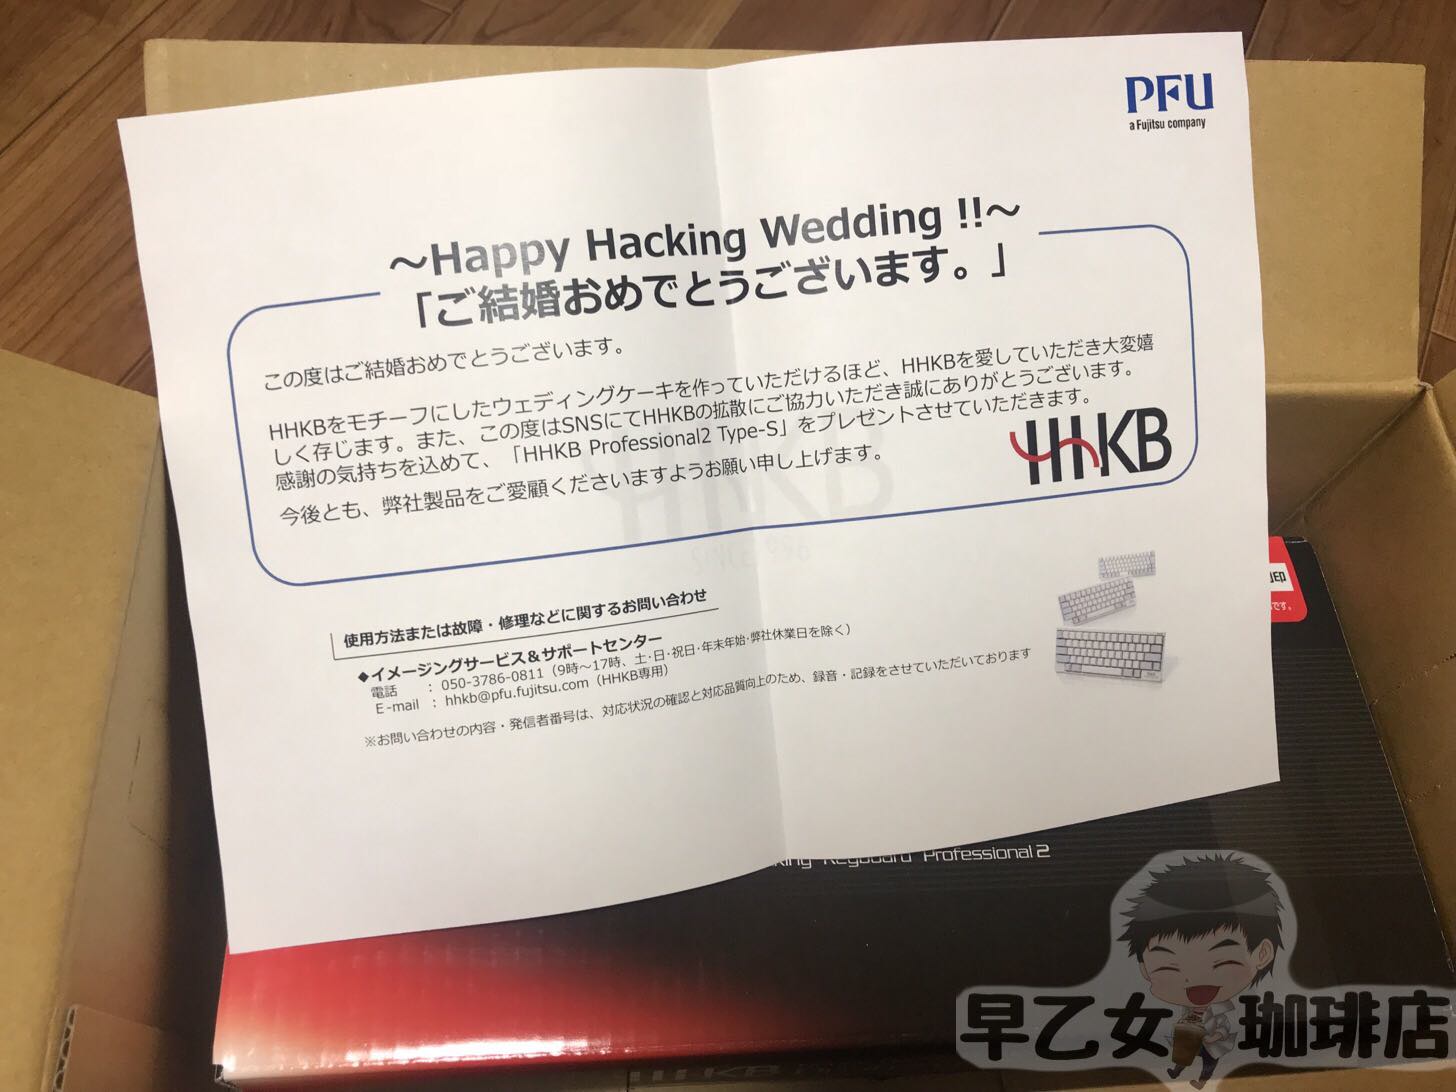 PFU
a Fujitsu company
～Happy Hacking Wedding !!～
「ご結婚おめでとうございます。」
この度はご結婚おめでとうございます。
HHKBをモチーフにしたウェディングケーキを作っていただけるほど、HHKBを愛していただき大変嬉
しく存じます。また、この度はSNSにてHHKBの拡散にご協力いただき誠にありがとうございます。
感謝の気持ちを込めて、「HHKB Professional2 Type-S」をプレゼントさせていただきます。
今後とも、弊社製品をご愛顧くださいますようお願い申し上げます。
HHKB
使用方法または故障・修理などに関するお問い合わせ
◆イメージングサービス＆サポートセンター
電話 : 050-3786-0811（9時～17時、土・日・祝日・年末年始・弊社休業日を除く）
E-mail : hhkb@pfu.fujitsu.com（HHKB専用）
※お問い合わせの内容・発信者番号は、対応状況の確認と対応品質向上のため、録音・記録をさせていただいております
Keyboard Professional 2
早乙女珈琲店